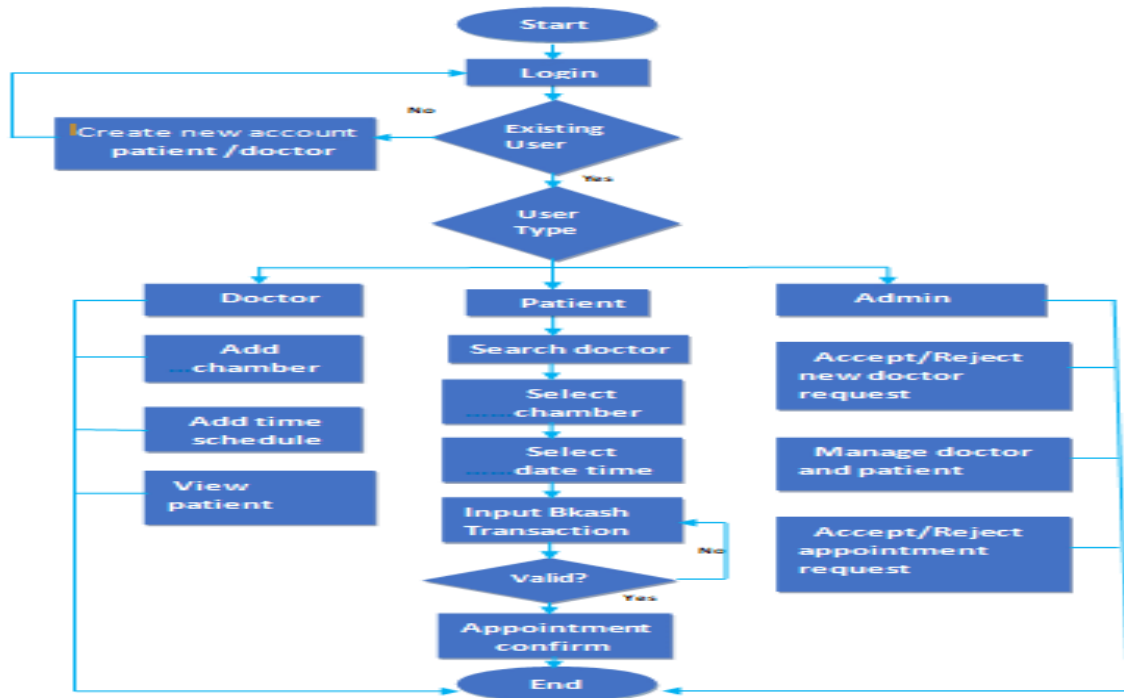 Start
Login
No
Existing
User
Create new account
patient /doctor
Yes
User
Type
Doctor
Patient
Admin
Add
...chamber
Search doctor
Accept/Reject
new doctor
request
Select
......chamber
Add time
schedule
Select
......date time
Manage doctor
and patient
View
patient
Input Bkash
Transaction
Accept/Reject
appointment
request
No
Valid?
Yes
Appointment
confirm
End